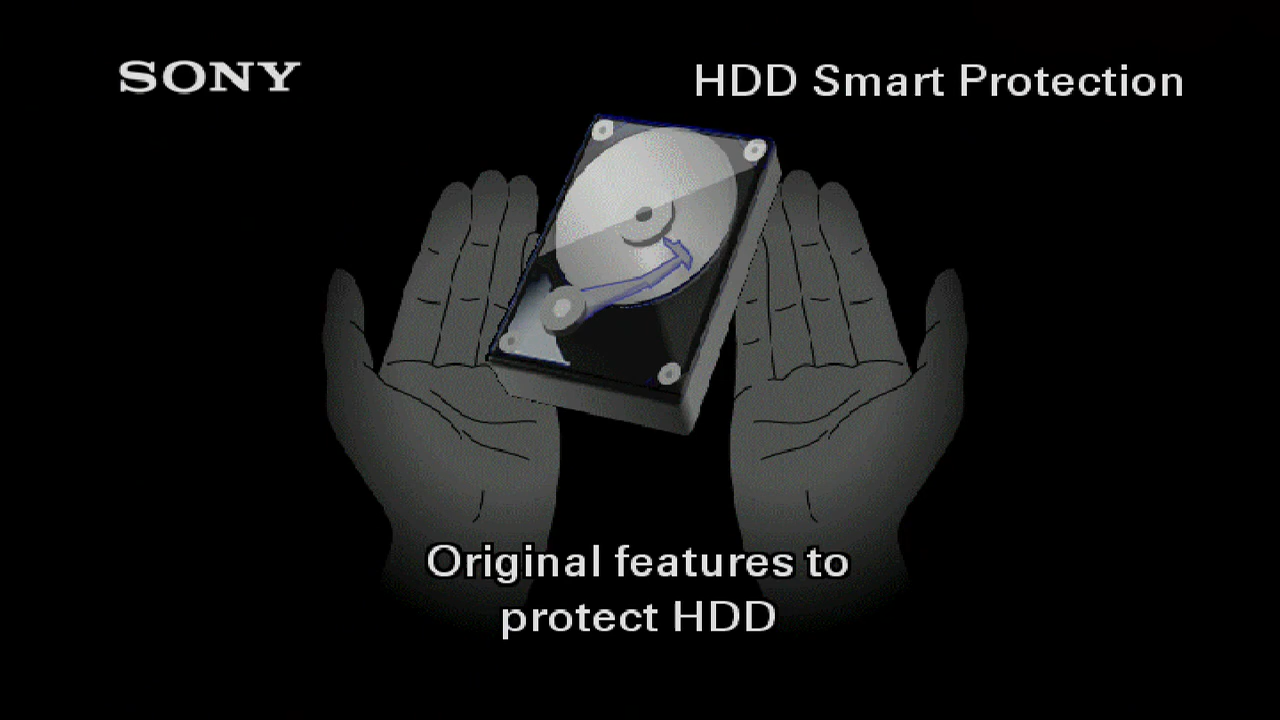 SONY
HDD Smart Protection
Original features to
protect HDD